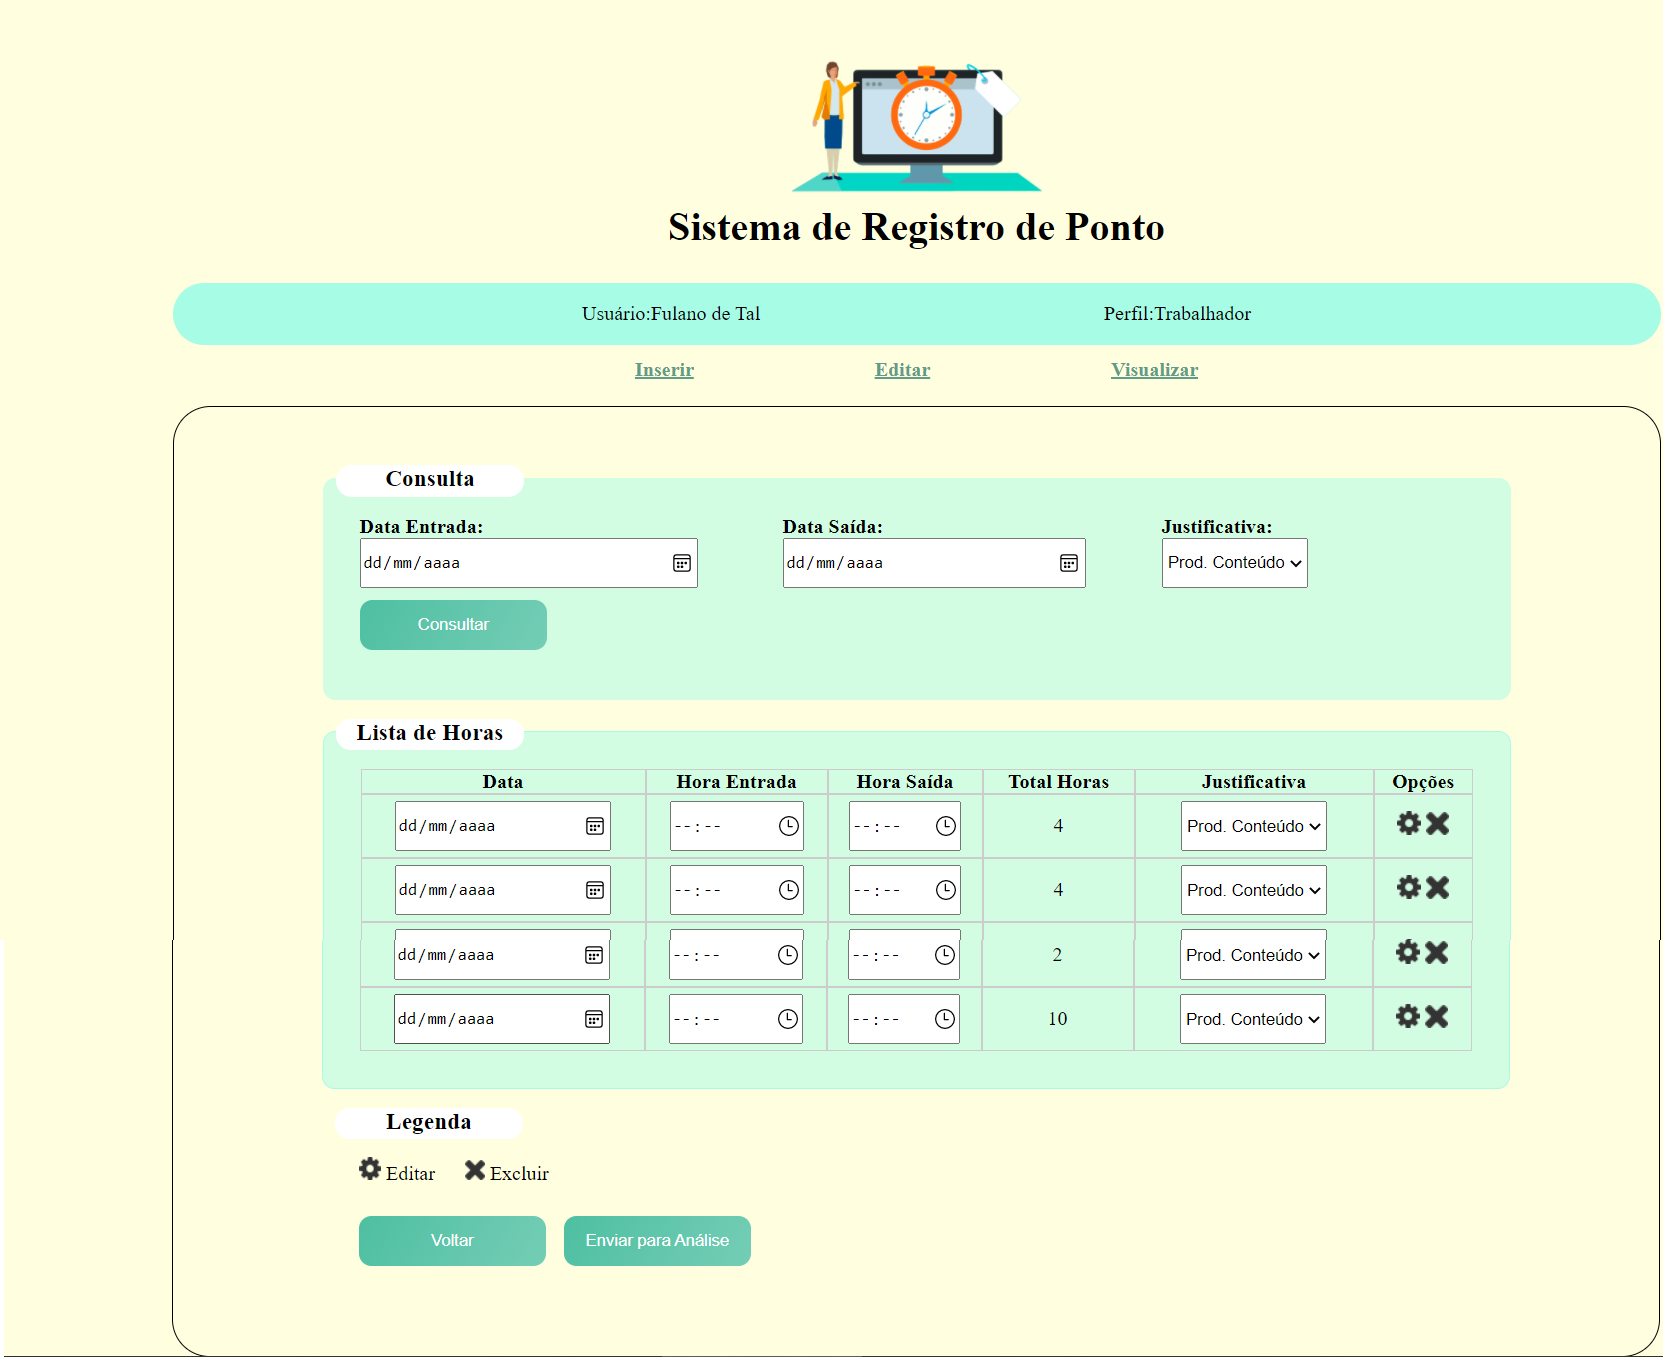 Sistema de Registro de Ponto
Usuário:Fulano de Tal Perfil:Trabalhador
Inserir Editar Visualizar
Consulta
Data Entrada: Data Saída: Justificativa:
dd/mm/aaaa dd/mm/aaaa Prod. Conteúdo
Consultar
Lista de Horas
Data Hora Entrada Hora Saída Total Horas Justificativa Opções
dd/mm/aaaa --:-- --:-- 4 Prod. Conteúdo
dd/mm/aaaa --:-- --:-- 4 Prod. Conteúdo
dd/mm/aaaa --:-- --:-- 2 Prod. Conteúdo
dd/mm/aaaa --:-- --:-- 10 Prod. Conteúdo
Legenda
Editar Excluir
Voltar Enviar para Análise